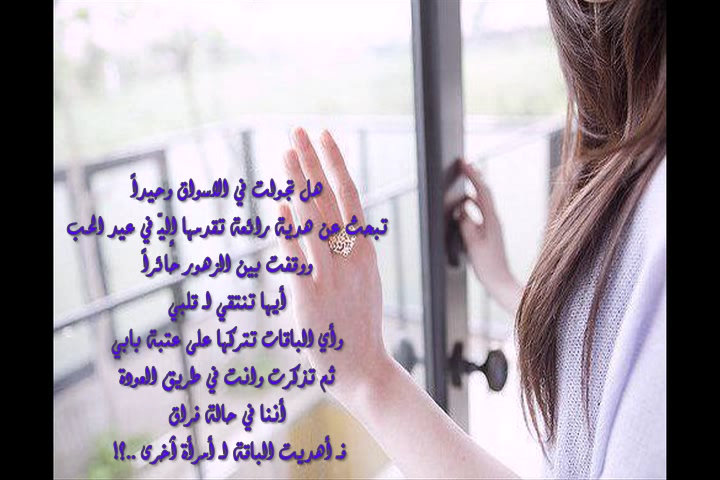 هل تجولت في الاسواق وحيداً
تبحث عن هدية رائعة تقدمها إليّ في عيد الحب
ووقفت بين الزهور حائراً
أيها تنتقي لـ قلبي
وأي الباقات تتركها على عتبة بابي
ثم تذكرت وانت في طريق العودة
أننا في حالة فراق
فـ أهديت الباقة لـ أمرأة أخرى ..؟!